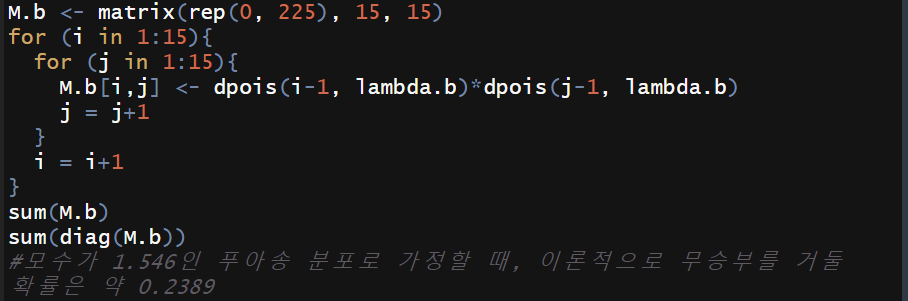 M.b <- matrix(rep(0, 225), 15, 15)
for (i in 1:15){
  for (j in 1:15){
    M.b[i,j] <- dpois(i-1, lambda.b)*dpois(j-1, lambda.b)
    j = j+1
  }
  i = i+1
}
sum(M.b)
sum(diag(M.b))
#모수가 1.546인 푸아송 분포로 가정할 때, 이론적으로 무승부를 거둘
확률은 약 0.2389